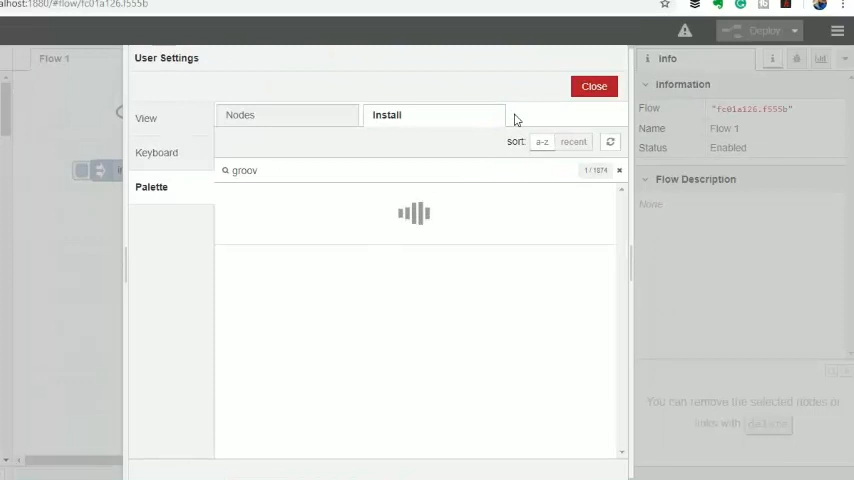 alhost:1880/#flow/fc01a126.f555b
Deploy
Flow 1
User Settings
Close
View
Keyboard
Palette
Nodes
Install
sort:
a-z
recent
groov
1 / 1874
Info
Information
Flow
"fc01a126.f555b"
Name
Flow 1
Status
Enabled
Flow Description
None
You can remove the selected nodes or
links with delete